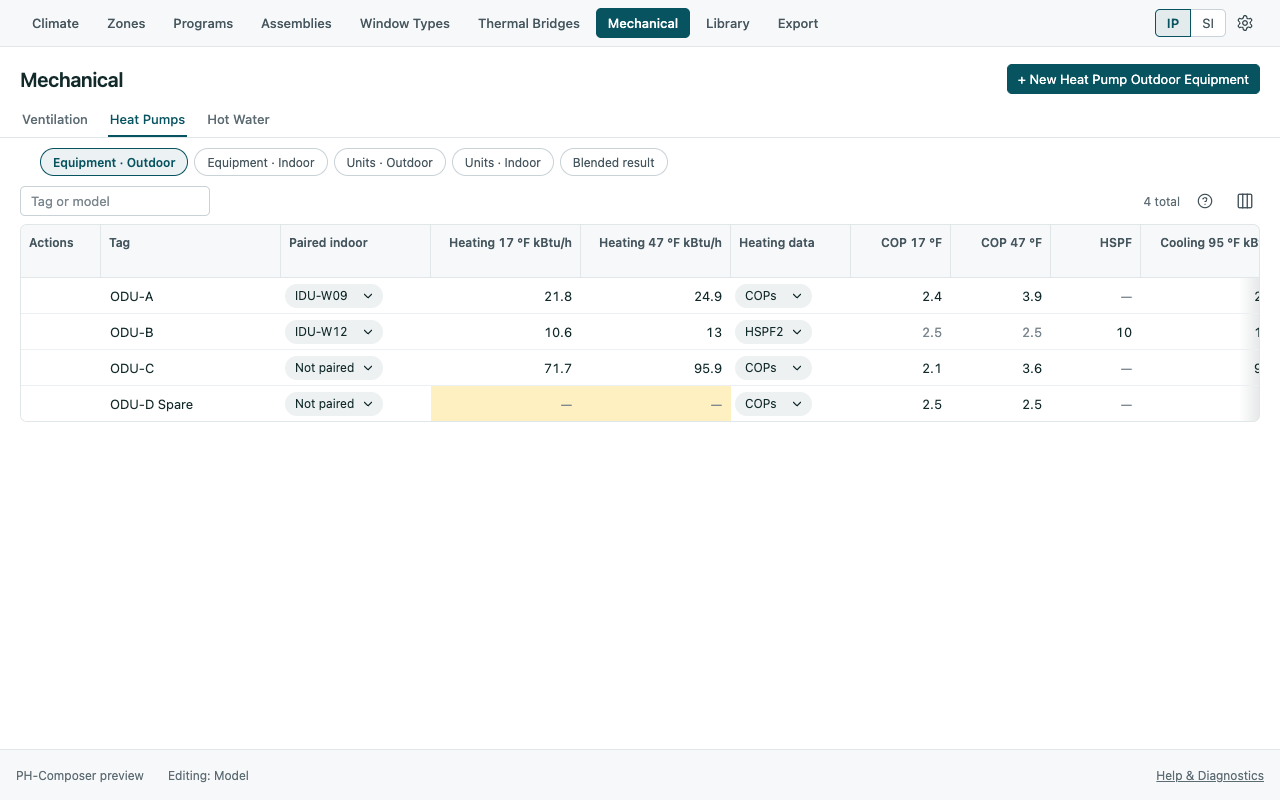 Climate Zones Programs Assemblies Window Types Thermal Bridges Mechanical Library Export IP SI
Mechanical
+ New Heat Pump Outdoor Equipment
Ventilation Heat Pumps Hot Water
Equipment · Outdoor Equipment · Indoor Units · Outdoor Units · Indoor Blended result
Tag or model 4 total
Actions Tag Paired indoor Heating 17 °F kBtu/h Heating 47 °F kBtu/h Heating data COP 17 °F COP 47 °F HSPF Cooling 95 °F kB
ODU-A IDU-W09 21.8 24.9 COPs 2.4 3.9 —
ODU-B IDU-W12 10.6 13 HSPF2 2.5 2.5 10
ODU-C Not paired 71.7 95.9 COPs 2.1 3.6 —
ODU-D Spare Not paired — — COPs 2.5 2.5 —
PH-Composer preview Editing: Model Help & Diagnostics